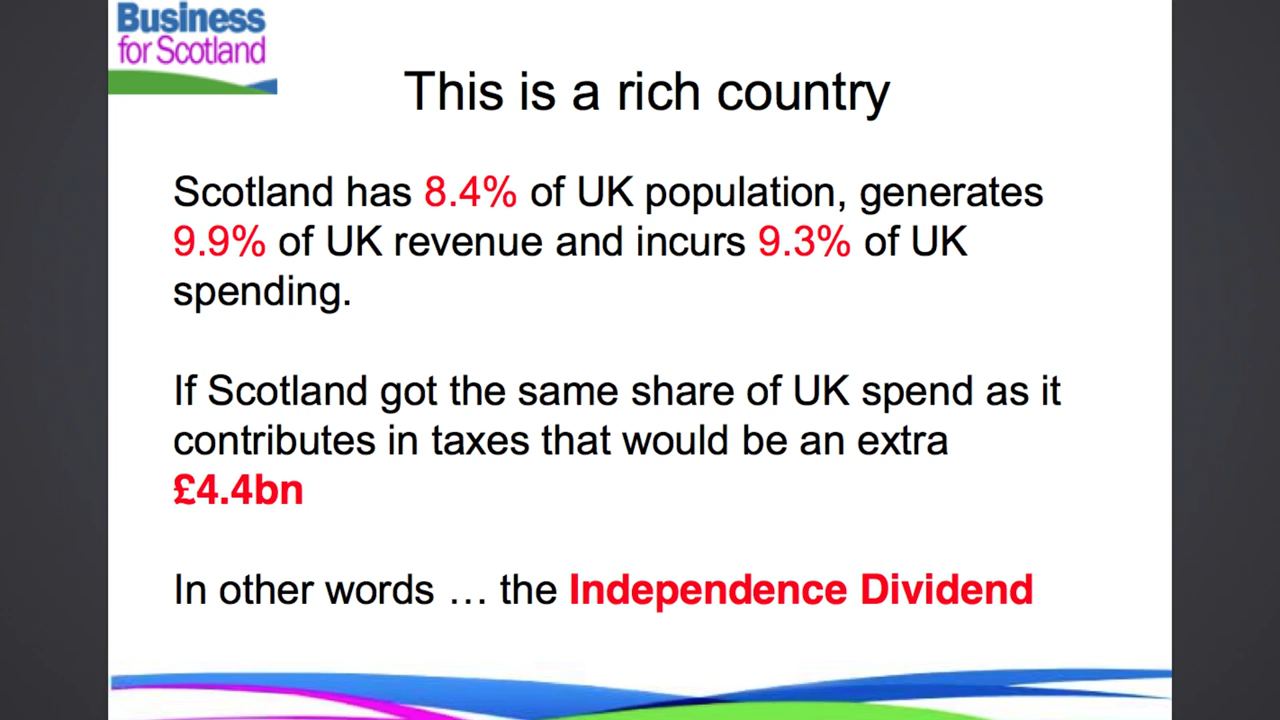 Business
for Scotland
This is a rich country
Scotland has 8.4% of UK population, generates
9.9% of UK revenue and incurs 9.3% of UK
spending.
If Scotland got the same share of UK spend as it
contributes in taxes that would be an extra
£4.4bn
In other words … the Independence Dividend